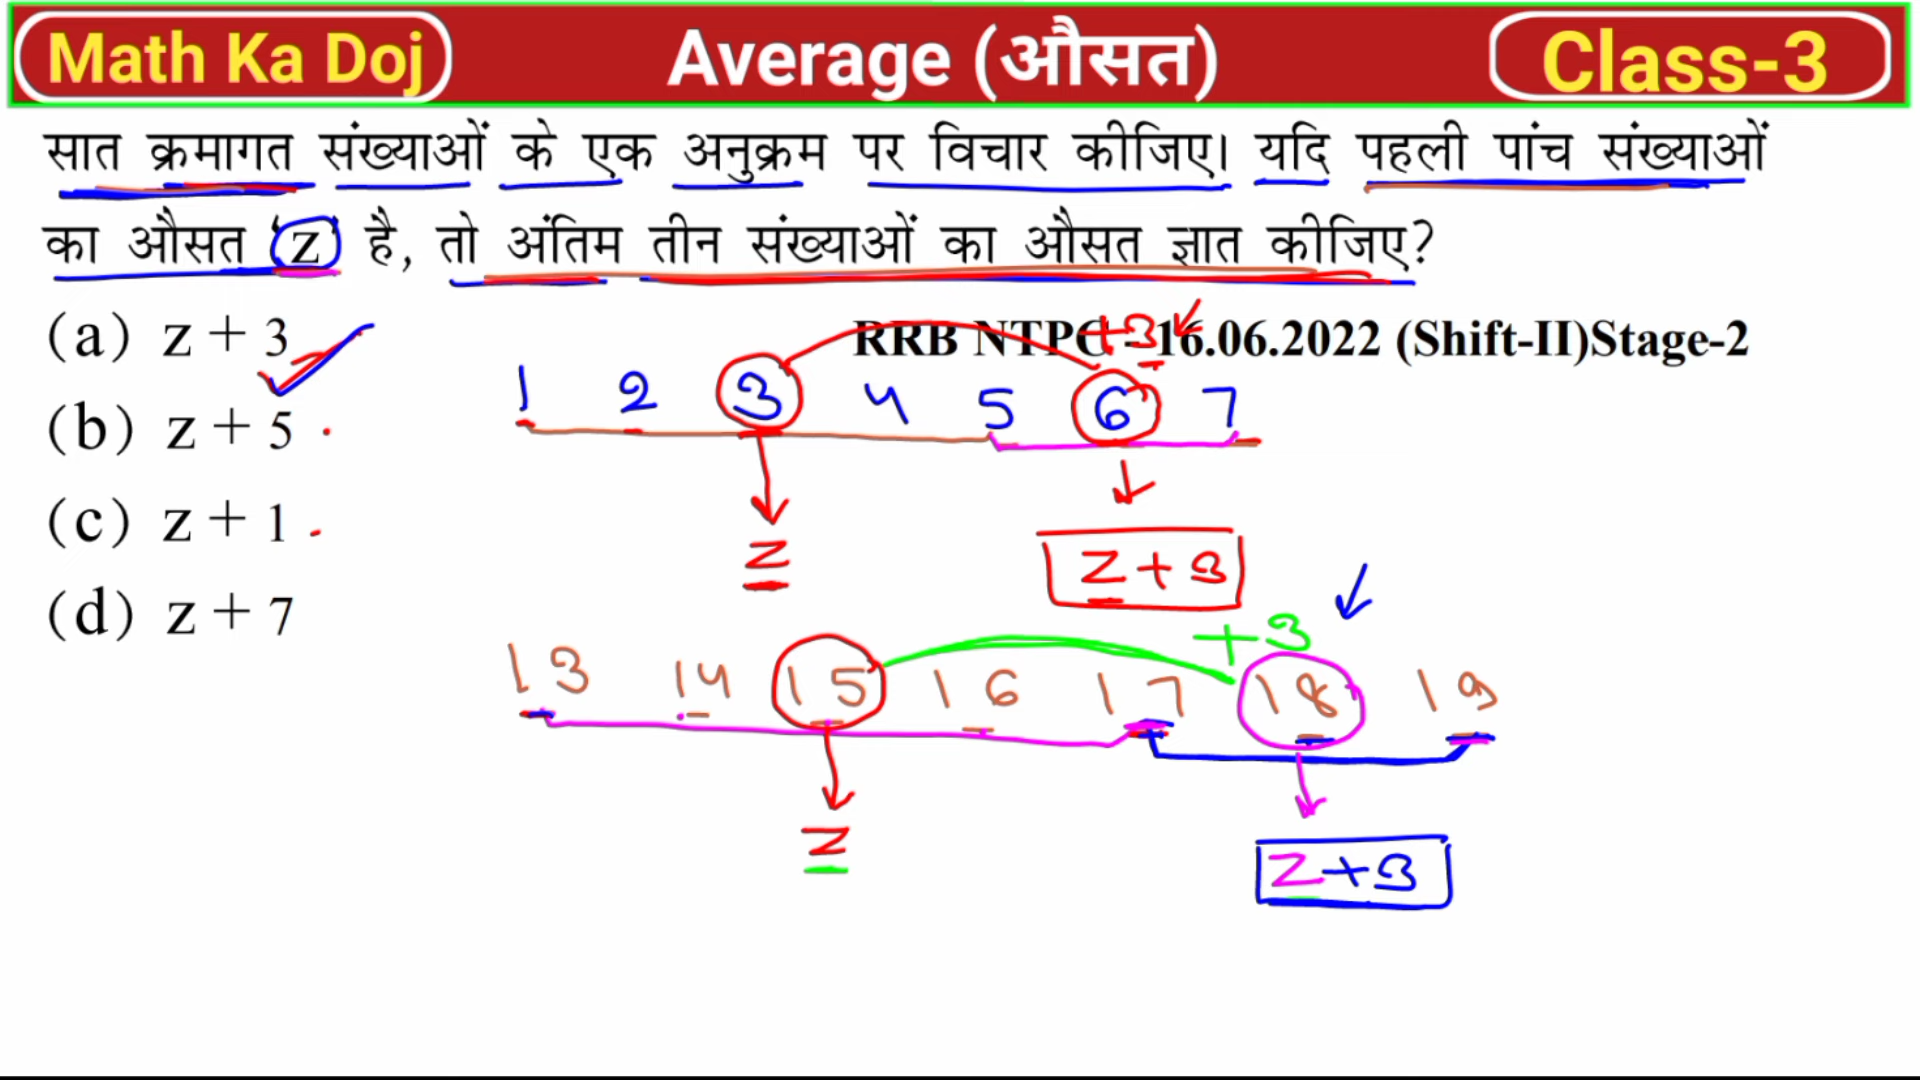 Math Ka Doj Average (औसत) Class-3
सात क्रमागत संख्याओं के एक अनुक्रम पर विचार कीजिए। यदि पहली पांच संख्याओं
का औसत 'z' है, तो अंतिम तीन संख्याओं का औसत ज्ञात कीजिए?
(a) z + 3
RRB NTPC - 16.06.2022 (Shift-II)Stage-2
+3
1 2 3 4 5 6 7
(b) z + 5
(c) z + 1
z z + 3
(d) z + 7
+3
13 14 15 16 17 18 19
z
z+3